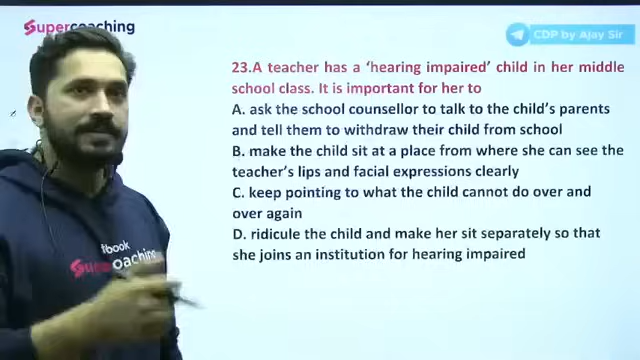 Supercoaching
CDP by Ajay Sir
23.A teacher has a ‘hearing impaired’ child in her middle
school class. It is important for her to
A. ask the school counsellor to talk to the child’s parents
and tell them to withdraw their child from school
B. make the child sit at a place from where she can see the
teacher’s lips and facial expressions clearly
C. keep pointing to what the child cannot do over and
over again
D. ridicule the child and make her sit separately so that
she joins an institution for hearing impaired
tbook
Supercoaching